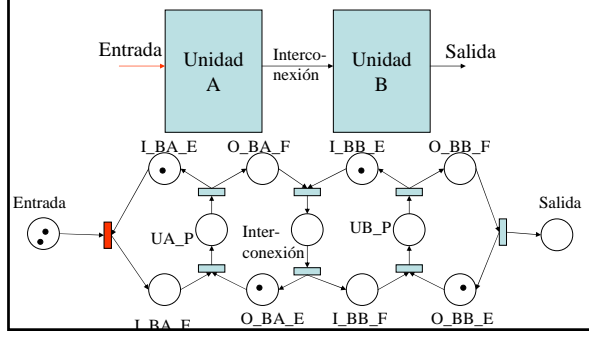 Entrada
Unidad
A
Interco-
nexión
Unidad
B
Salida
I_BA_E
O_BA_F
I_BB_E
O_BB_F
Entrada
UA_P
Inter-
conexión
UB_P
Salida
I_BA_F
O_BA_E
I_BB_F
O_BB_E